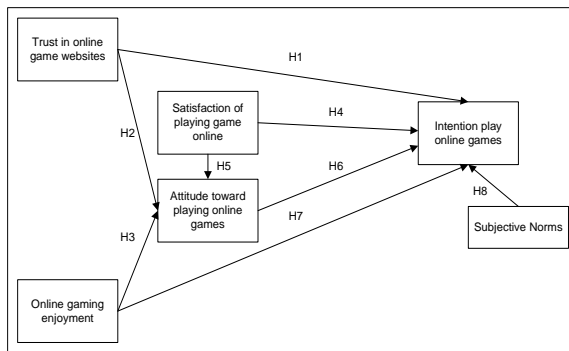 Trust in online
game websites
H1
Satisfaction of
playing game
online
H4
Intention play
online games
H2
H5
H6
Attitude toward
playing online
games
H7
H8
Subjective Norms
H3
Online gaming
enjoyment